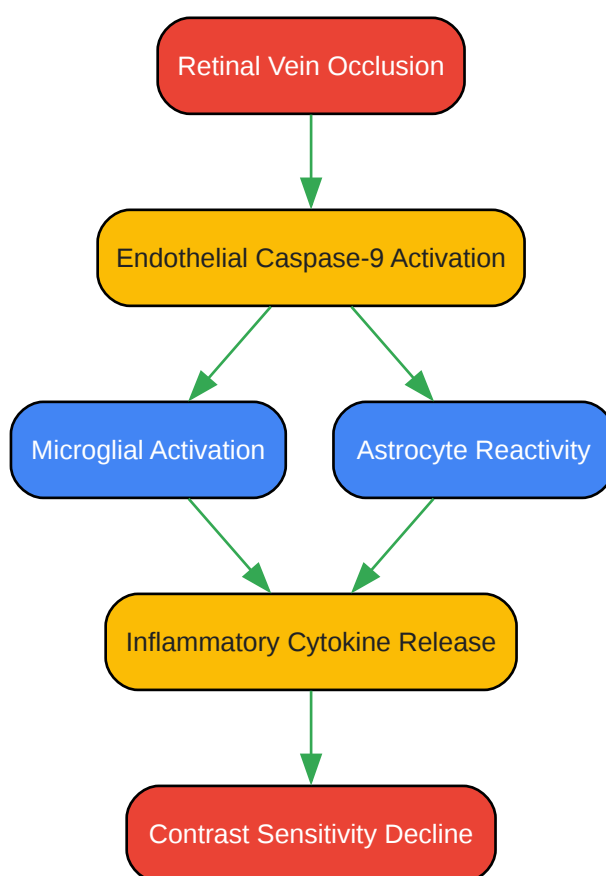 Retinal Vein Occlusion
Endothelial Caspase-9 Activation
Microglial Activation
Astrocyte Reactivity
Inflammatory Cytokine Release
Contrast Sensitivity Decline